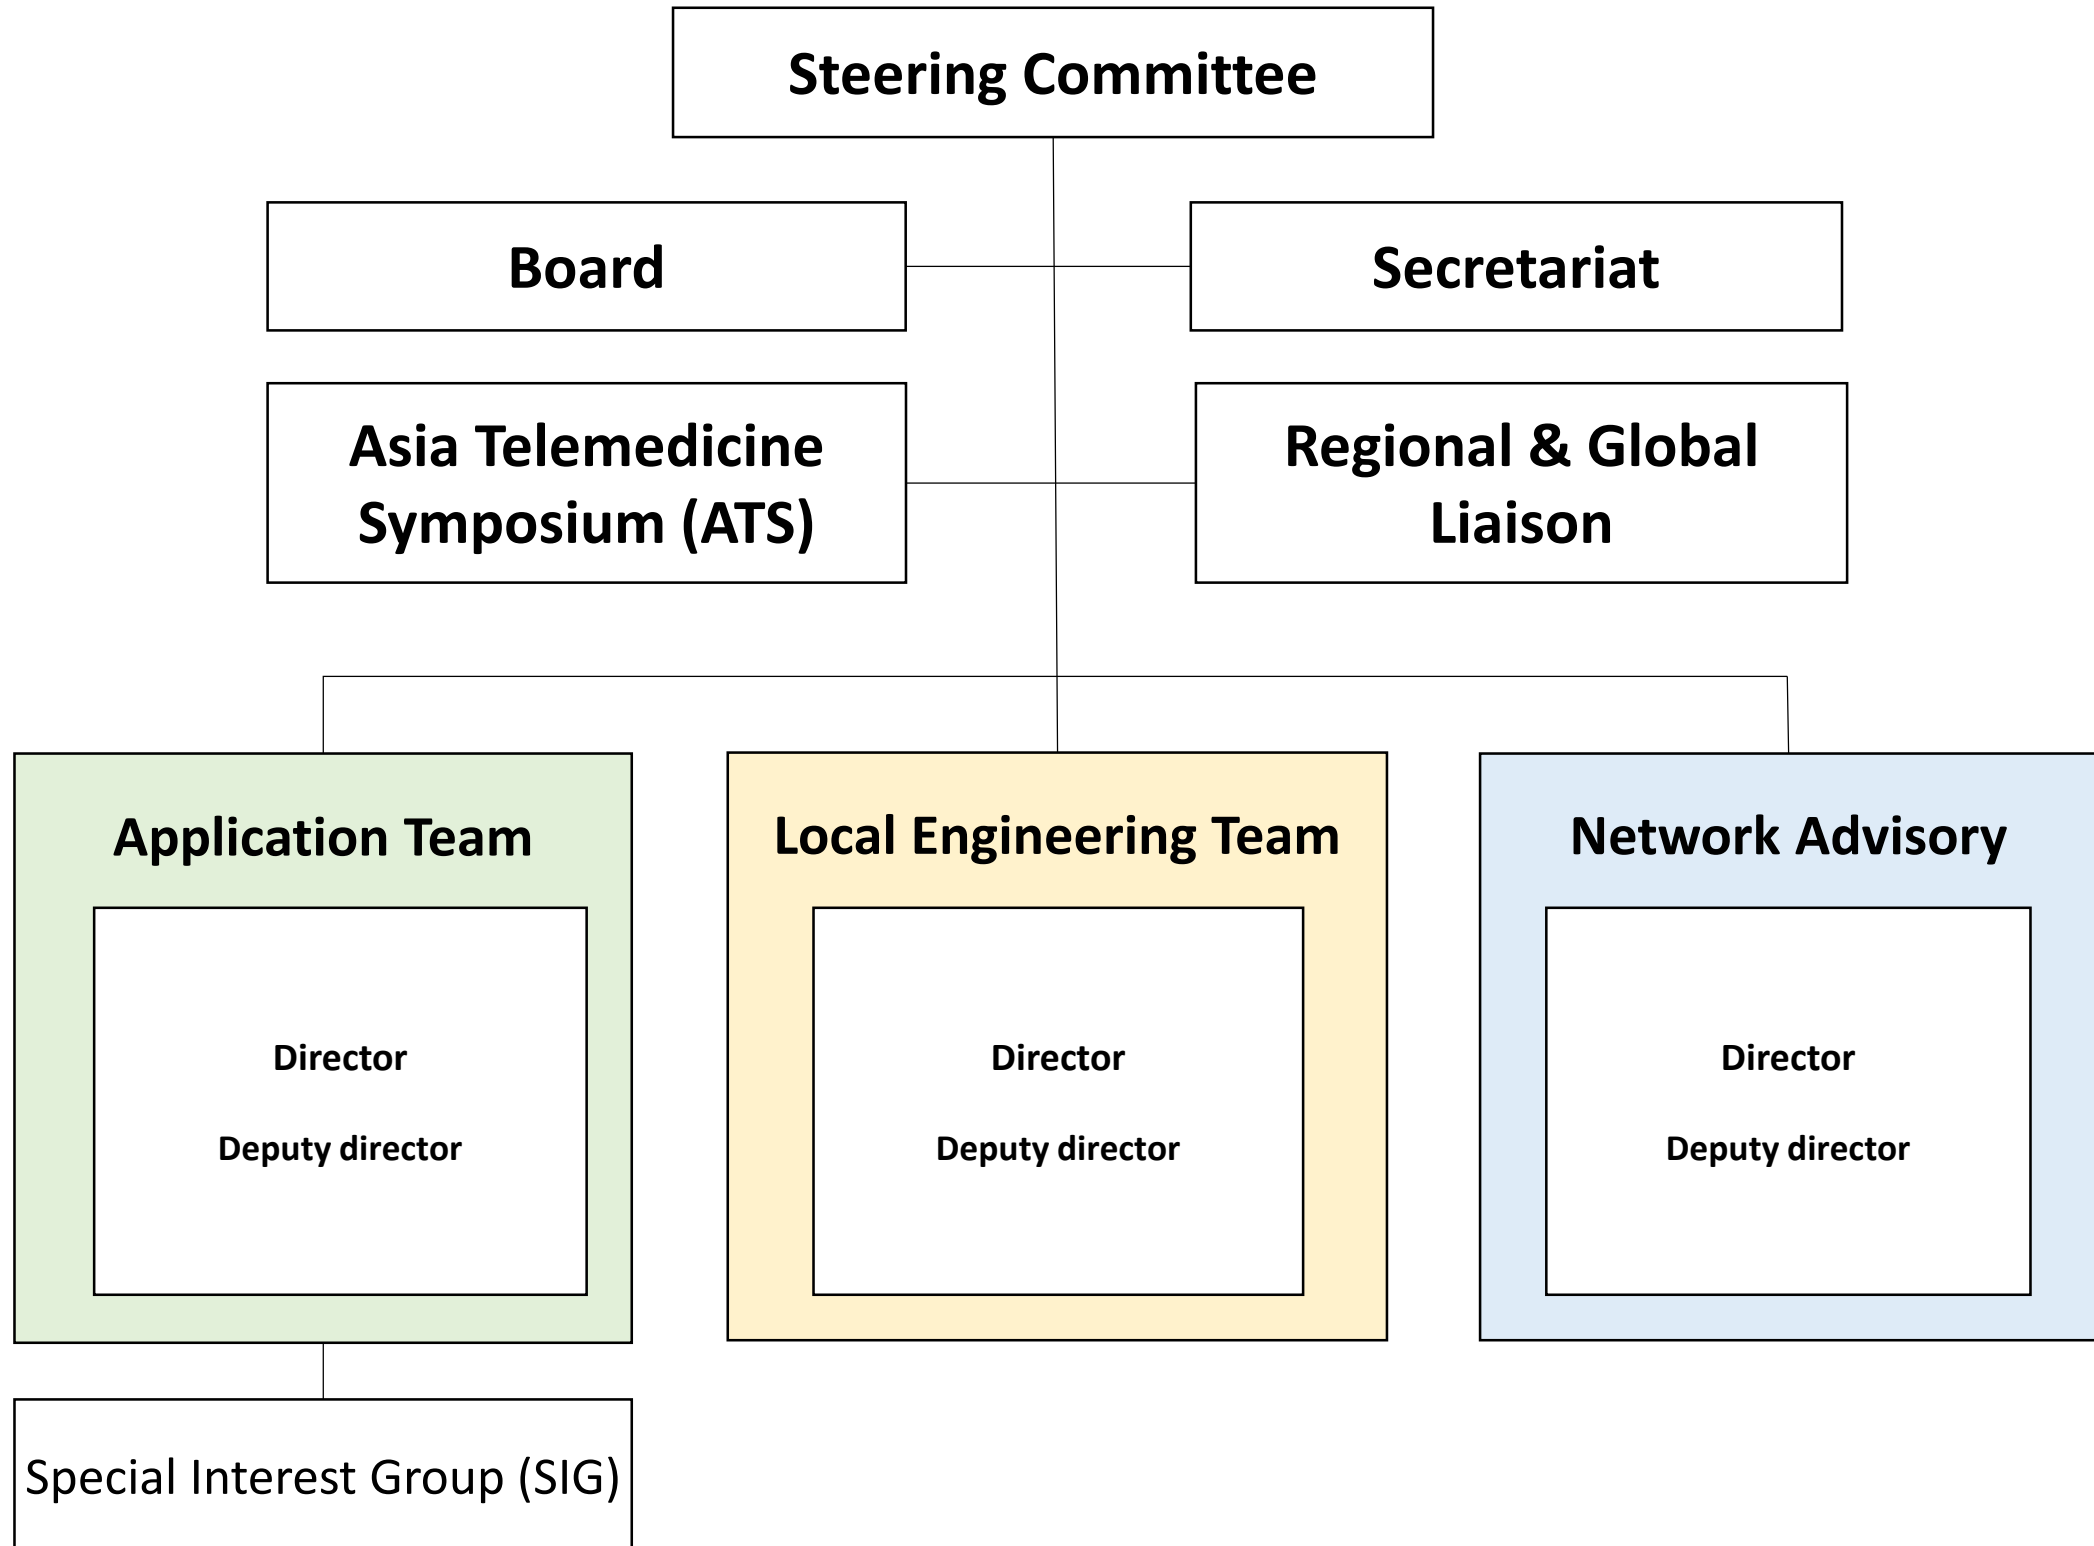 Steering Committee
Board
Secretariat
Asia Telemedicine
Symposium (ATS)
Regional & Global
Liaison
Application Team
Director
Deputy director
Local Engineering Team
Director
Deputy director
Network Advisory
Director
Deputy director
Special Interest Group (SIG)